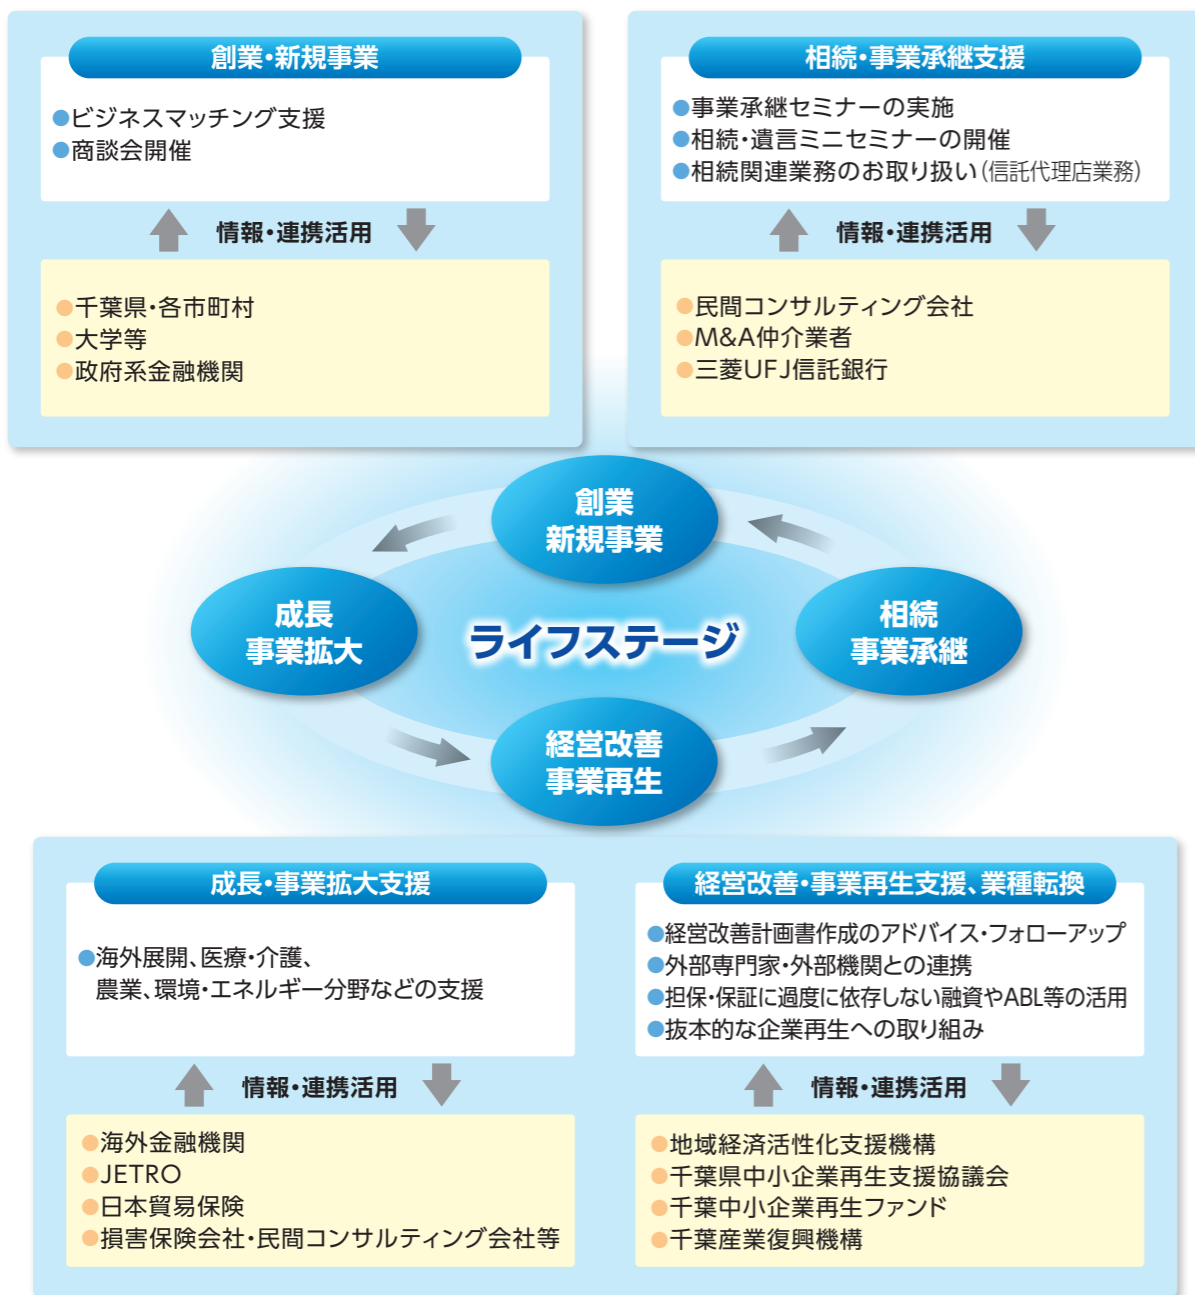 創業・新規事業
●ビジネスマッチング支援
●商談会開催
情報・連携活用
●千葉県・各市町村
●大学等
●政府系金融機関
相続・事業承継支援
●事業承継セミナーの実施
●相続・遺言ミニセミナーの開催
●相続関連業務のお取り扱い(信託代理店業務)
情報・連携活用
●民間コンサルティング会社
●M&A仲介業者
●三菱UFJ信託銀行
創業
新規事業
成長
事業拡大
ライフステージ
相続
事業承継
経営改善
事業再生
成長・事業拡大支援
●海外展開、医療・介護、
農業、環境・エネルギー分野などの支援
情報・連携活用
●海外金融機関
●JETRO
●日本貿易保険
●損害保険会社・民間コンサルティング会社等
経営改善・事業再生支援、業種転換
●経営改善計画書作成のアドバイス・フォローアップ
●外部専門家・外部機関との連携
●担保・保証に過度に依存しない融資やABL等の活用
●抜本的な企業再生への取り組み
情報・連携活用
●地域経済活性化支援機構
●千葉県中小企業再生支援協議会
●千葉中小企業再生ファンド
●千葉産業復興機構